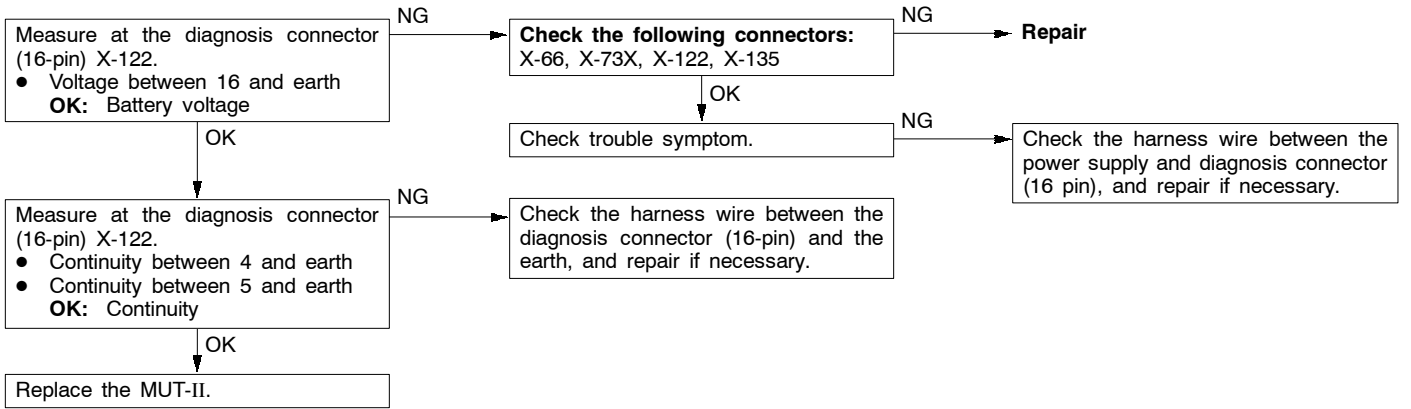 Measure at the diagnosis connector
(16-pin) X-122.
● Voltage between 16 and earth
OK: Battery voltage
NG
Check the following connectors:
X-66, X-73X, X-122, X-135
NG
Repair
OK
Check trouble symptom.
NG
Check the harness wire between the
power supply and diagnosis connector
(16 pin), and repair if necessary.
OK
Measure at the diagnosis connector
(16-pin) X-122.
● Continuity between 4 and earth
● Continuity between 5 and earth
OK: Continuity
NG
Check the harness wire between the
diagnosis connector (16-pin) and the
earth, and repair if necessary.
OK
Replace the MUT-II.